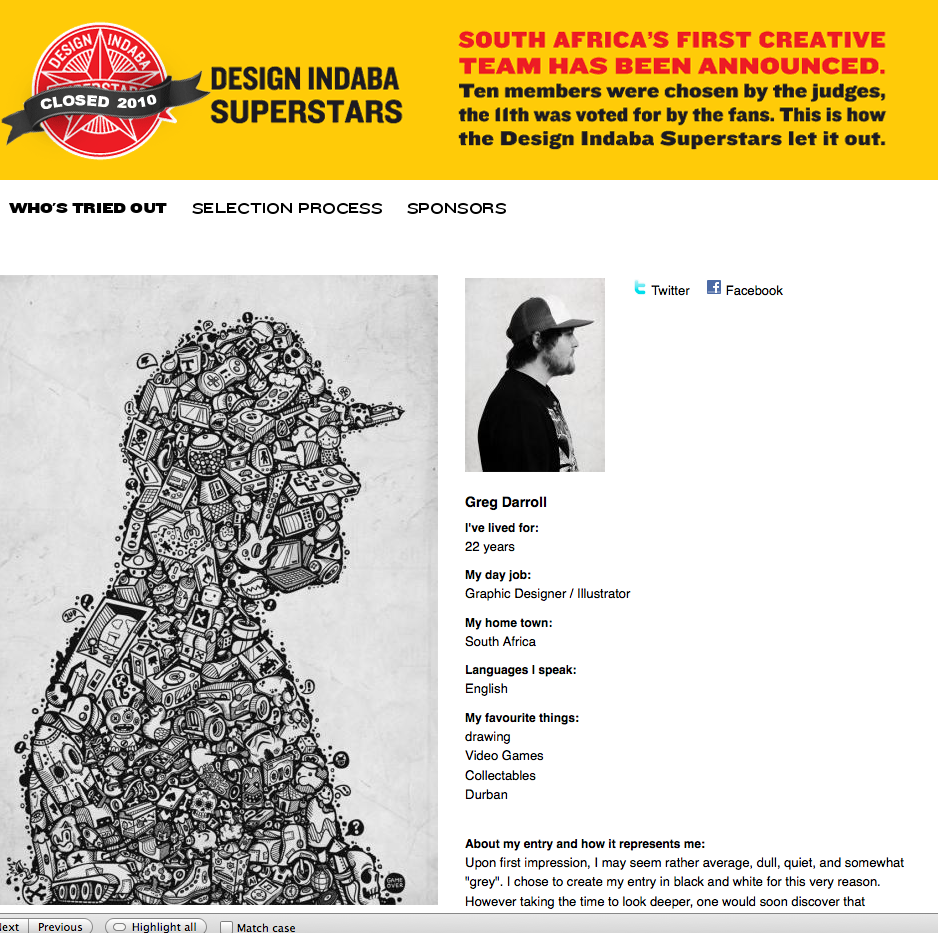 DESIGN INDABA
CLOSED 2010
DESIGN INDABA
SUPERSTARS
SOUTH AFRICA'S FIRST CREATIVE
TEAM HAS BEEN ANNOUNCED.
Ten members were chosen by the judges,
the 11th was voted for by the fans. This is how
the Design Indaba Superstars let it out.
WHO'S TRIED OUT SELECTION PROCESS SPONSORS
Twitter Facebook
T
1UP
GAME
OVER
Greg Darroll
I've lived for:
22 years
My day job:
Graphic Designer / Illustrator
My home town:
South Africa
Languages I speak:
English
My favourite things:
drawing
Video Games
Collectables
Durban
About my entry and how it represents me:
Upon first impression, I may seem rather average, dull, quiet, and somewhat
"grey". I chose to create my entry in black and white for this very reason.
However taking the time to look deeper, one would soon discover that
Previous Highlight all Match case